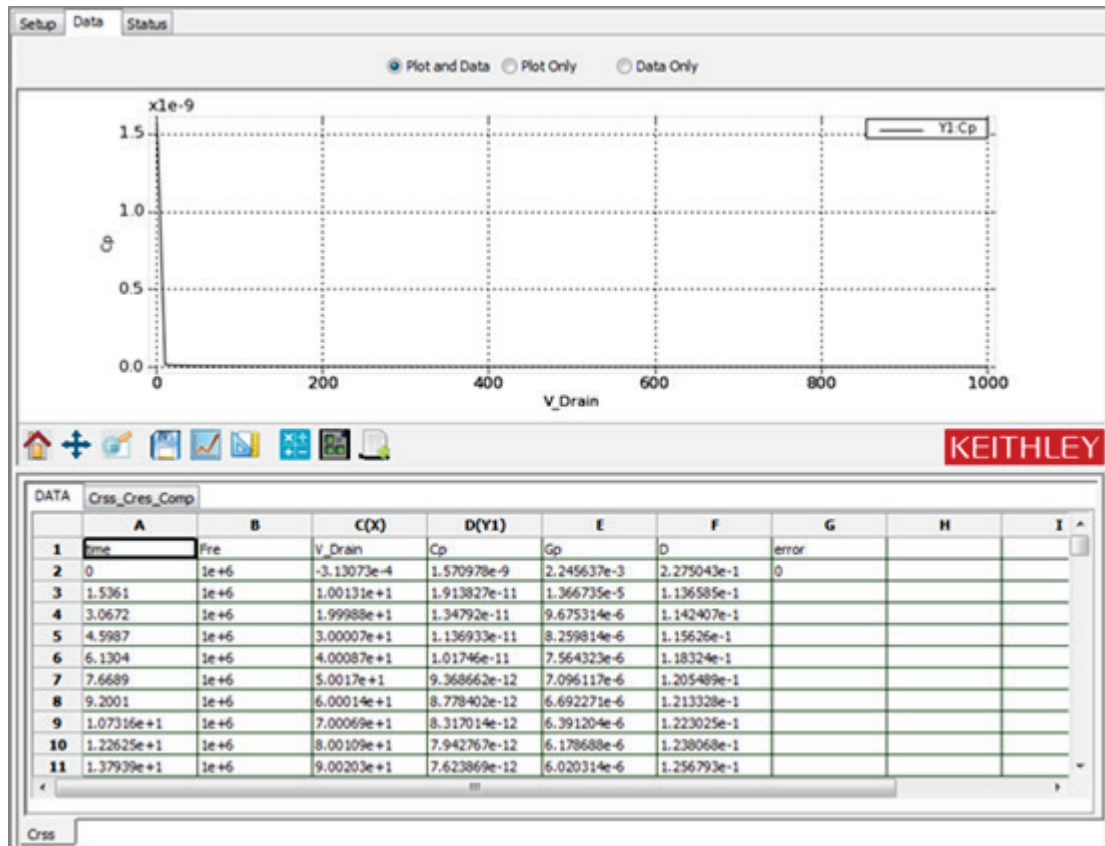 Setup Data Status
Plot and Data Plot Only Data Only
x1e-9
1.5
Y1:Cp
1.0
Cp
0.5
0.0
0 200 400 600 800 1000
V_Drain
KEITHLEY
DATA Crss_Cres_Comp
A B C(X) D(Y1) E F G H I
1 time Fre V_Drain Cp Gp D error
2 0 1e+6 -3.13073e-4 1.570978e-9 2.245637e-3 2.275043e-1 0
3 1.5361 1e+6 1.00131e+1 1.913827e-11 1.366735e-5 1.136585e-1
4 3.0672 1e+6 1.99988e+1 1.34792e-11 9.675314e-6 1.142407e-1
5 4.5987 1e+6 3.00007e+1 1.136933e-11 8.259814e-6 1.15626e-1
6 6.1304 1e+6 4.00087e+1 1.01746e-11 7.564323e-6 1.18324e-1
7 7.6689 1e+6 5.0017e+1 9.368662e-12 7.096117e-6 1.205489e-1
8 9.2001 1e+6 6.00014e+1 8.778402e-12 6.692271e-6 1.213328e-1
9 1.07316e+1 1e+6 7.00069e+1 8.317014e-12 6.391204e-6 1.223025e-1
10 1.22625e+1 1e+6 8.00109e+1 7.942767e-12 6.178688e-6 1.238068e-1
11 1.37939e+1 1e+6 9.00203e+1 7.623869e-12 6.020314e-6 1.256793e-1
Crss